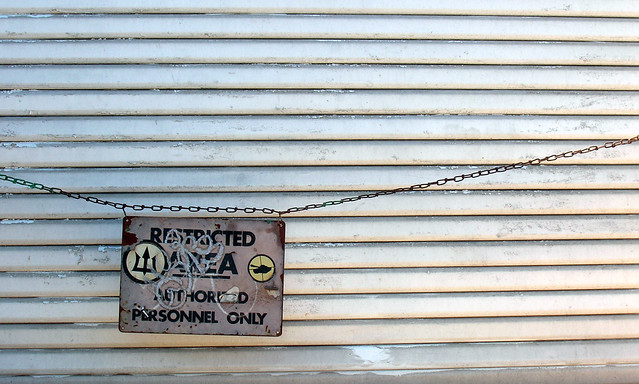 RESTRICTED
AREA
AUTHORIZED
PERSONNEL ONLY